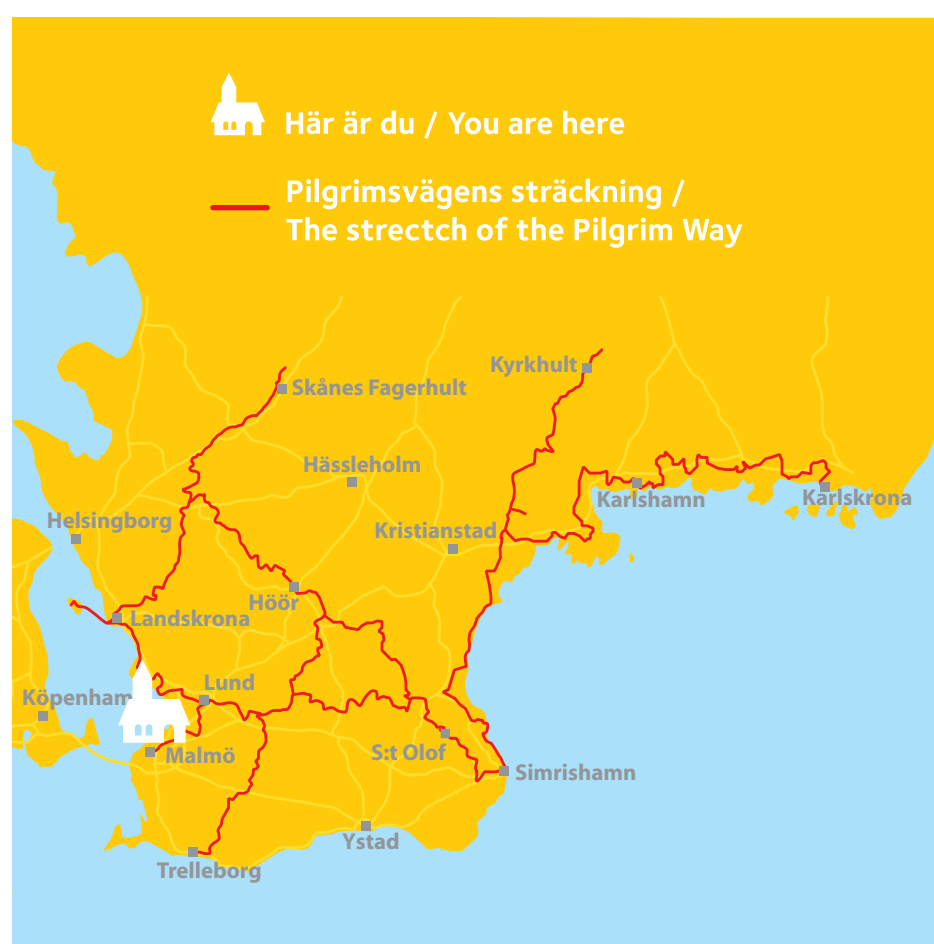 Här är du / You are here
Pilgrimsvägens sträckning /
The strectch of the Pilgrim Way
Kyrkhult
Skånes Fagerhult
Hässleholm
Karlshamn
Karlskrona
Helsingborg
Kristianstad
Höör
Landskrona
Lund
Köpenham
S:t Olof
Malmö
Simrishamn
Ystad
Trelleborg